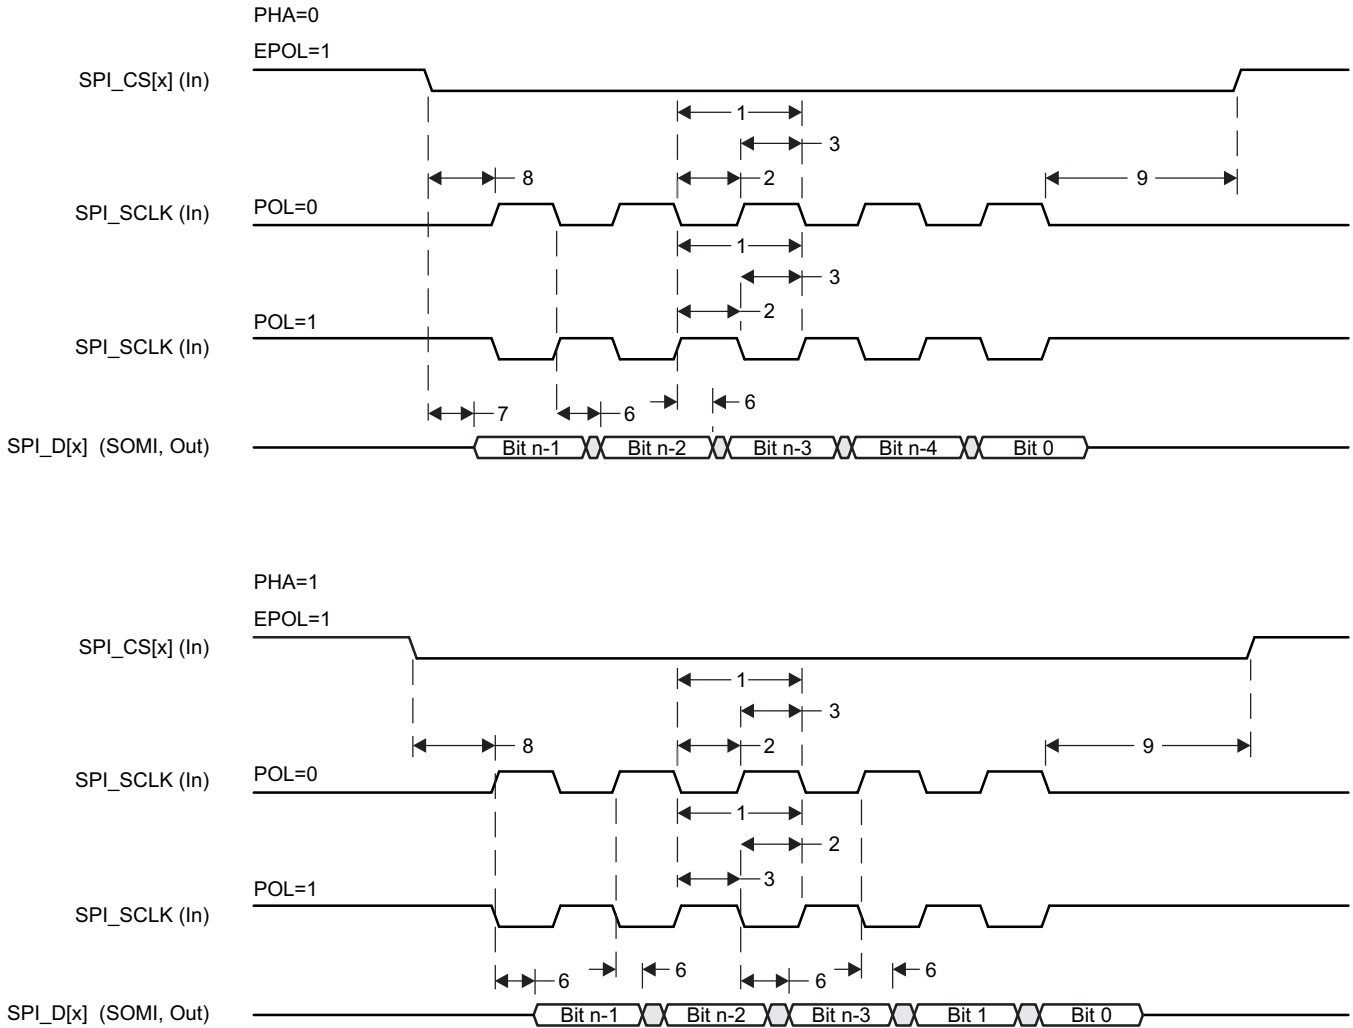 PHA=0
EPOL=1
SPI_CS[x] (In)
1
3
8
2
9
SPI_SCLK (In)
POL=0
1
3
2
POL=1
SPI_SCLK (In)
7
6
6
SPI_D[x] (SOMI, Out)
Bit n-1
Bit n-2
Bit n-3
Bit n-4
Bit 0
PHA=1
EPOL=1
SPI_CS[x] (In)
1
3
8
2
9
SPI_SCLK (In)
POL=0
1
2
3
POL=1
SPI_SCLK (In)
6
6
6
6
SPI_D[x] (SOMI, Out)
Bit n-1
Bit n-2
Bit n-3
Bit 1
Bit 0